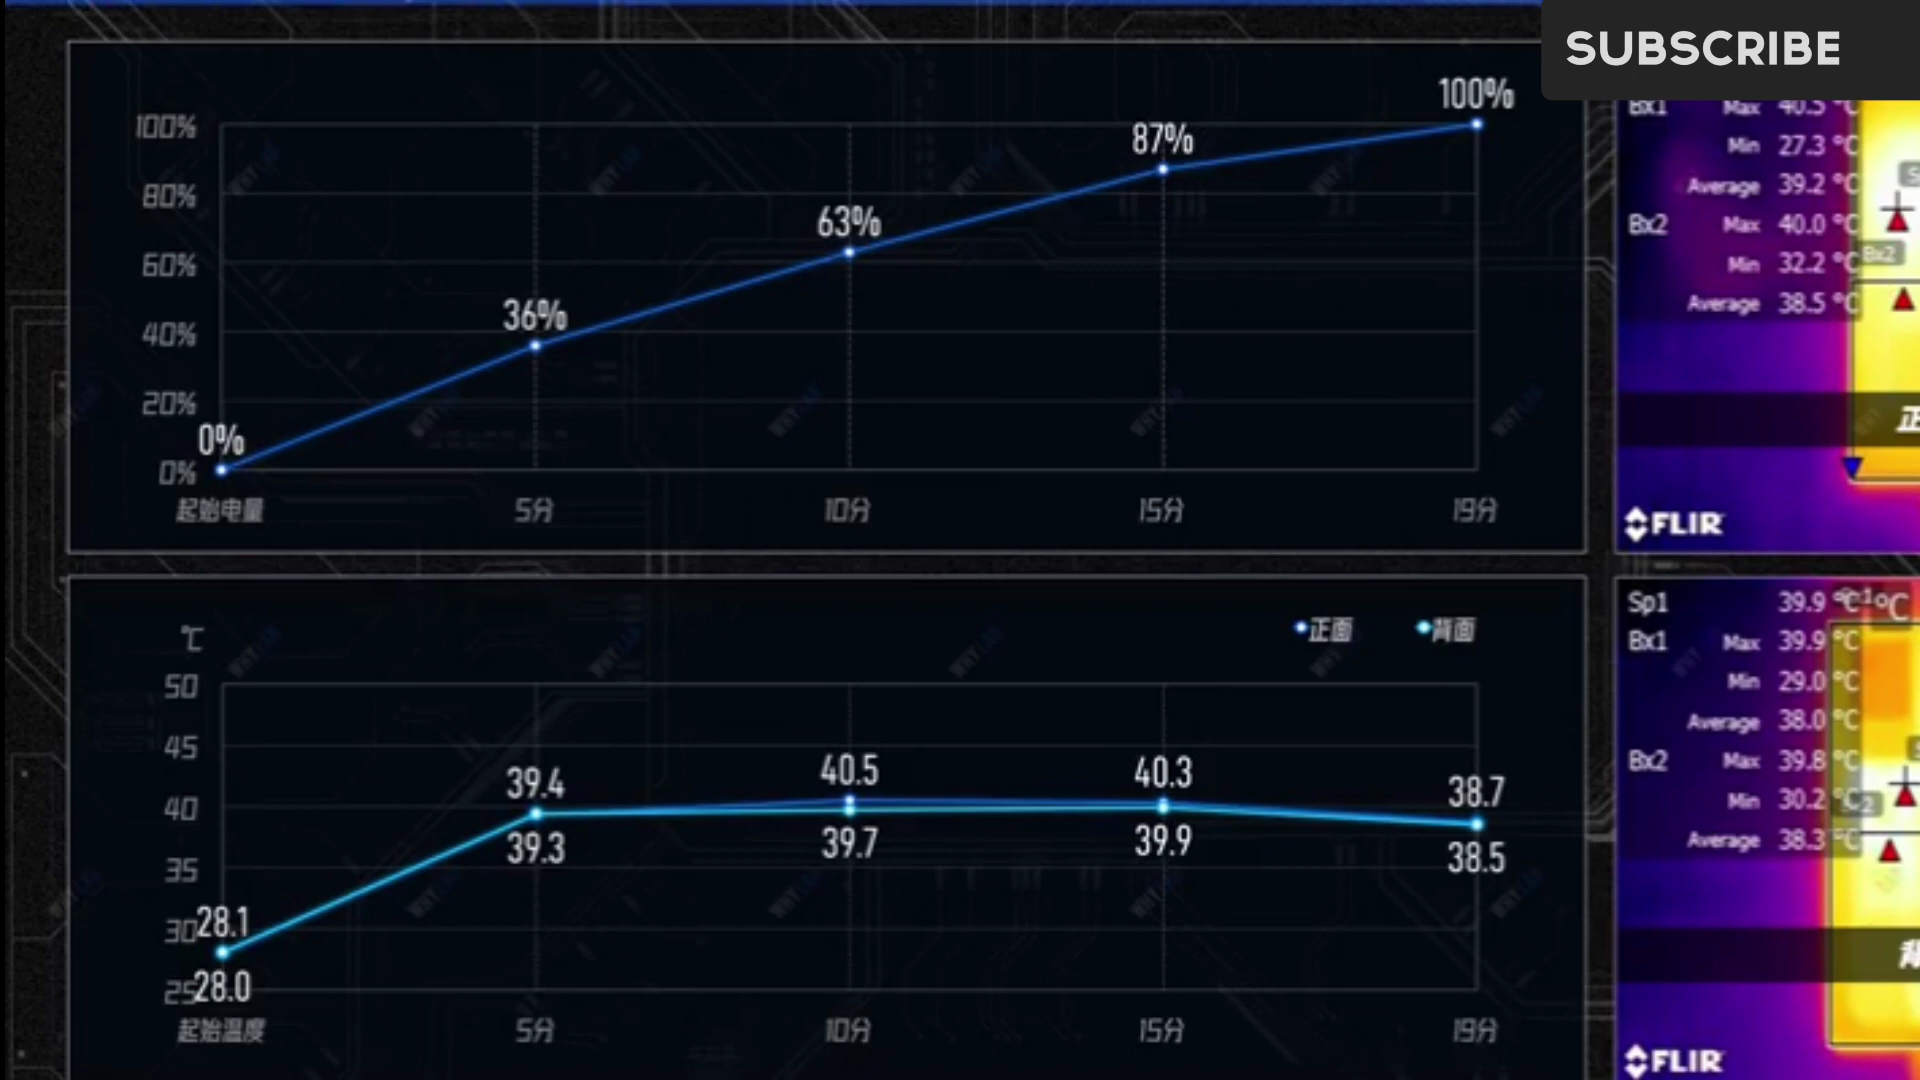 SUBSCRIBE
100%
80%
60%
40%
20%
0%
0%
36%
63%
87%
100%
起始电量
5分
10分
15分
19分
Bx1 Max 40.5 °C
Min 27.3 °C
Average 39.2 °C
Bx2 Max 40.0 °C
Min 32.2 °C
Average 38.5 °C
Bx2
正
FLIR
℃
正面
背面
50
45
40
35
30
25
28.1
39.4
40.5
40.3
38.7
28.0
39.3
39.7
39.9
38.5
起始温度
5分
10分
15分
19分
Sp1 39.9 °C
Bx1 Max 39.9 °C
Min 29.0 °C
Average 38.0 °C
Bx2 Max 39.8 °C
Min 30.2 °C
Average 38.3 °C
背
FLIR